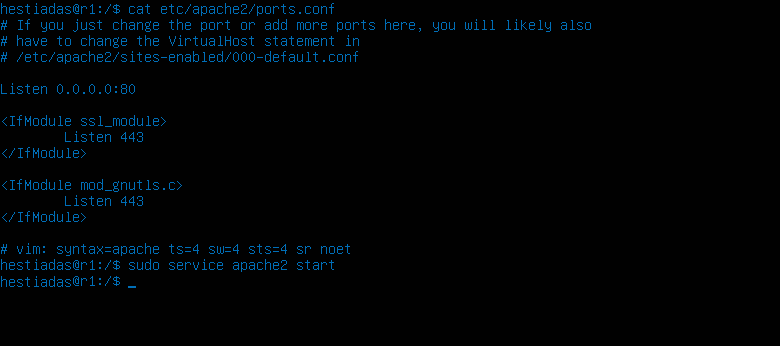 hestiadas@r1:/$ cat etc/apache2/ports.conf
# If you just change the port or add more ports here, you will likely also
# have to change the VirtualHost statement in
# /etc/apache2/sites-enabled/000-default.conf
Listen 0.0.0.0:80
<IfModule ssl_module>
Listen 443
</IfModule>
<IfModule mod_gnutls.c>
Listen 443
</IfModule>
# vim: syntax=apache ts=4 sw=4 sts=4 sr noet
hestiadas@r1:/$ sudo service apache2 start
hestiadas@r1:/$ _